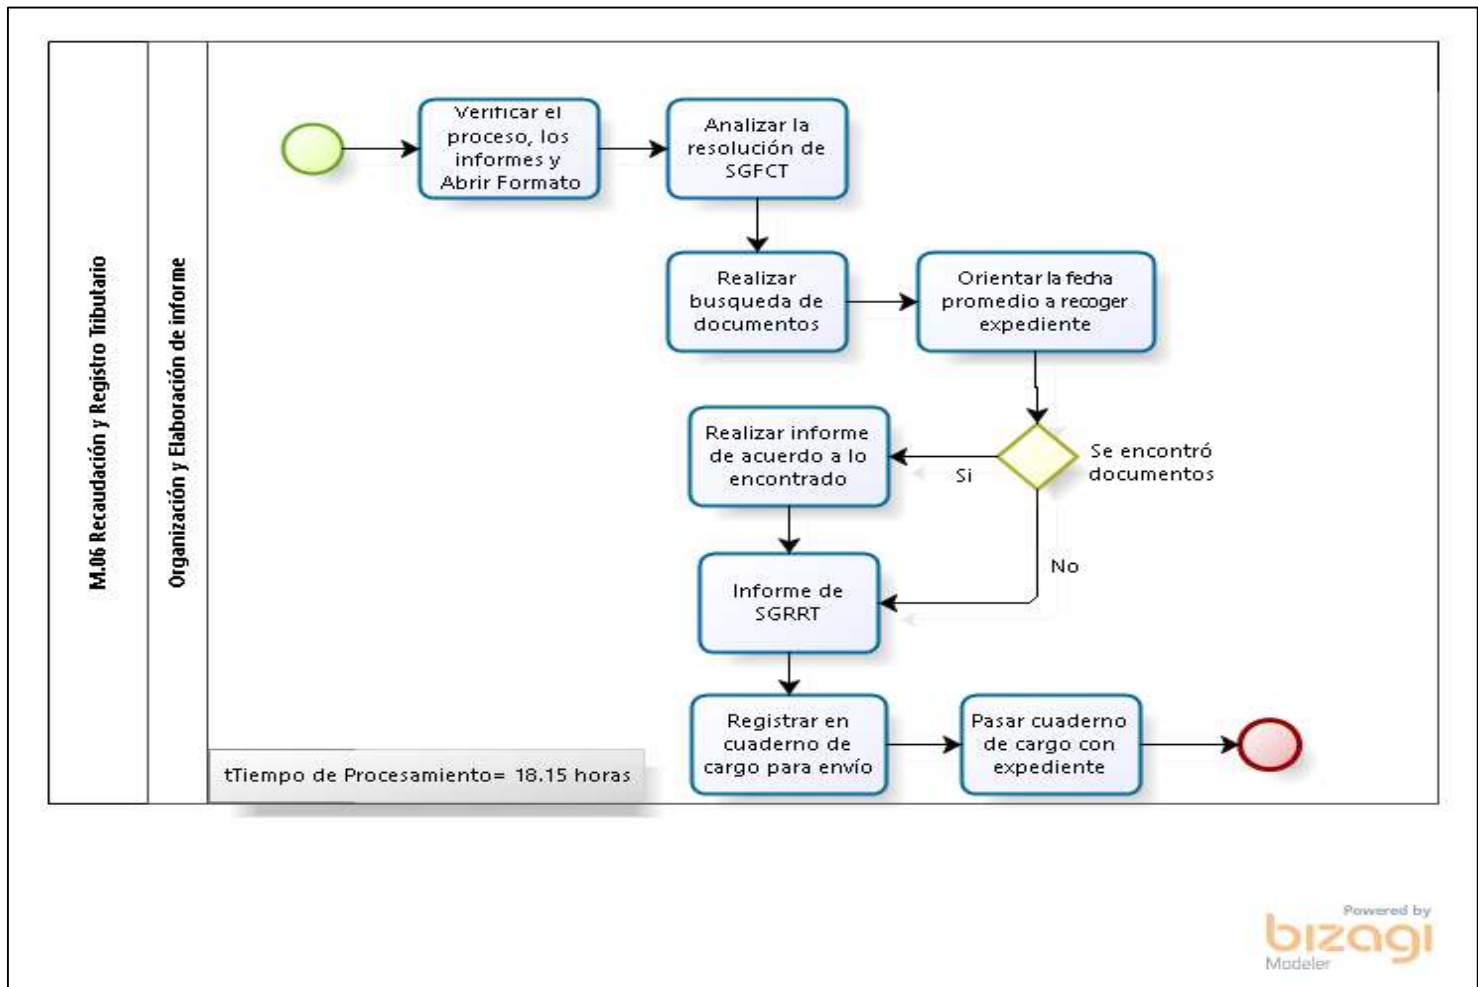 M.06 Recaudación y Registro Tributario
Organización y Elaboración de informe
Verificar el
proceso, los
informes y
Abrir Formato
Analizar la
resolución de
SGFCT
Realizar
busqueda de
documentos
Orientar la fecha
promedio a recoger
expediente
Se encontró
documentos
Si
No
Realizar informe
de acuerdo a lo
encontrado
Informe de
SGRRT
Registrar en
cuaderno de
cargo para envío
Pasar cuaderno
de cargo con
expediente
tTiempo de Procesamiento= 18.15 horas
Powered by
bizagi
Modeler